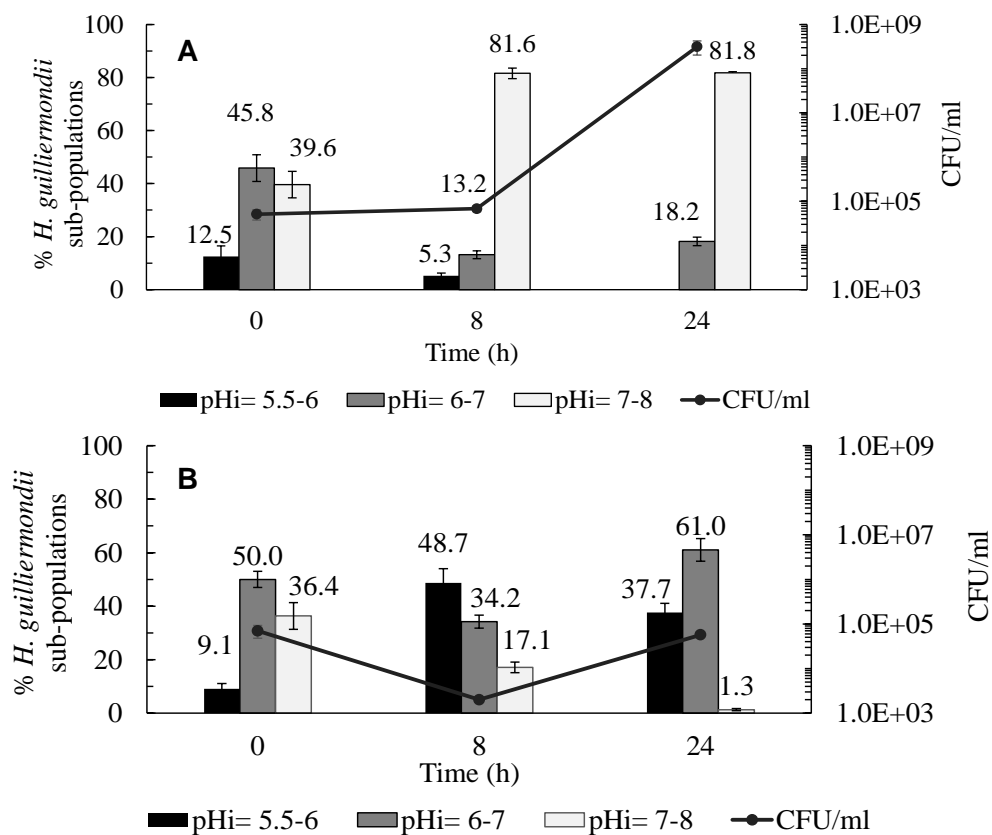 A
100
80
60
40
20
0
% H. guilliermondii
sub-populations
12.5
45.8
39.6
5.3
13.2
81.6
18.2
81.8
1.0E+09
1.0E+07
1.0E+05
1.0E+03
CFU/ml
0 8 24
Time (h)
pHi= 5.5-6 pHi= 6-7 pHi= 7-8 CFU/ml
B
100
80
60
40
20
0
% H. guilliermondii
sub-populations
9.1
50.0
36.4
48.7
34.2
17.1
37.7
61.0
1.3
1.0E+09
1.0E+07
1.0E+05
1.0E+03
CFU/ml
0 8 24
Time (h)
pHi= 5.5-6 pHi= 6-7 pHi= 7-8 CFU/ml